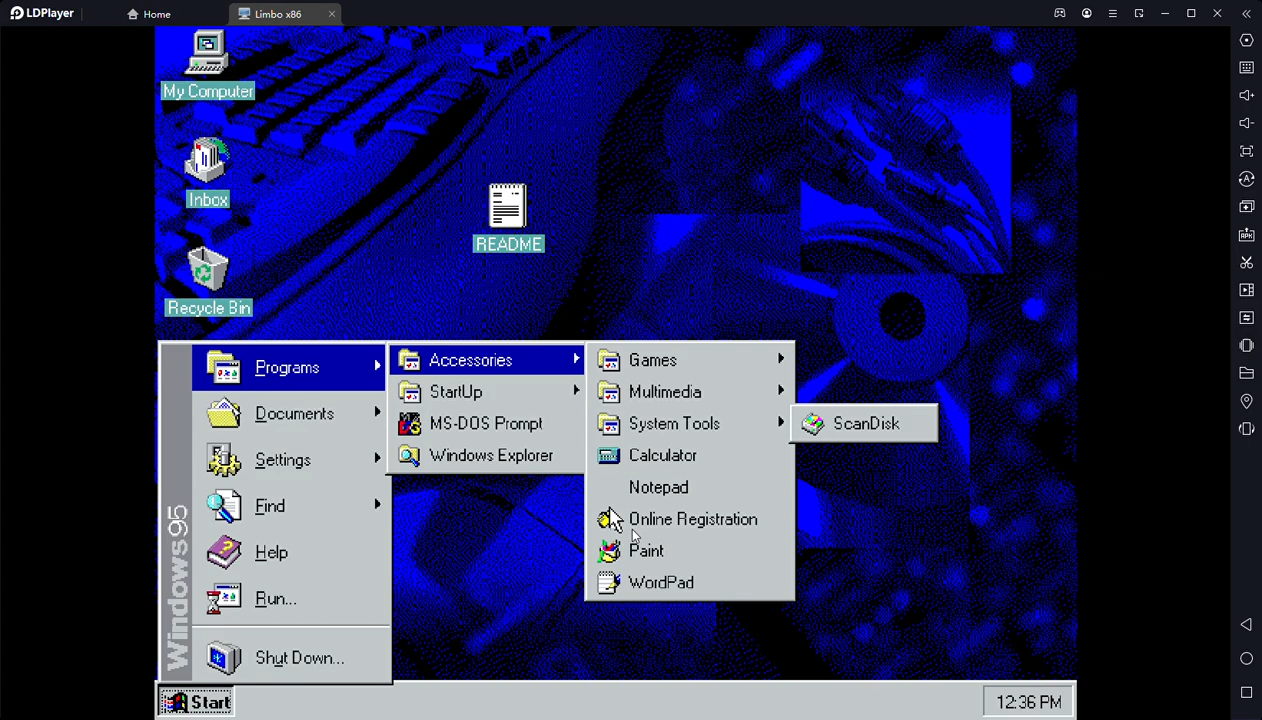 LDPlayer
Home
Limbo x86
My Computer
Inbox
README
Recycle Bin
Programs
Documents
Settings
Find
Help
Run...
Shut Down...
Windows95
Accessories
StartUp
MS-DOS Prompt
Windows Explorer
Games
Multimedia
System Tools
Calculator
Notepad
Online Registration
Paint
WordPad
ScanDisk
Start
12:36 PM
APK